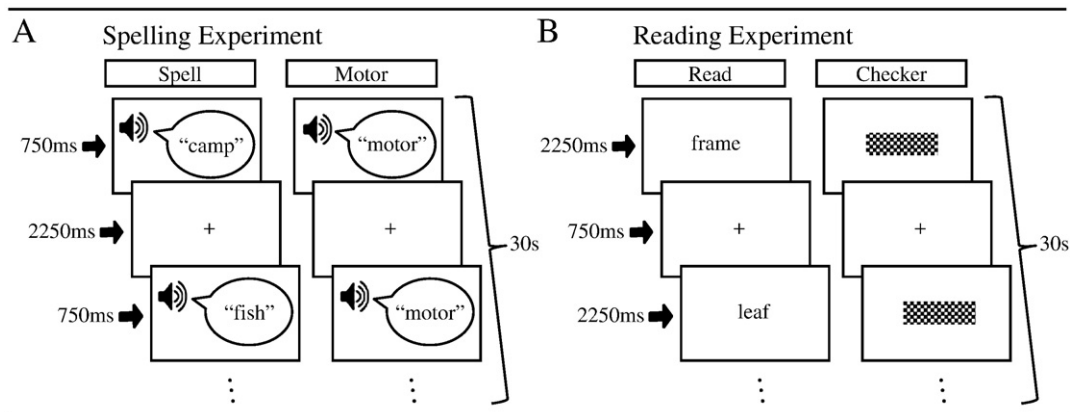 A Spelling Experiment
Spell Motor
750ms “camp” “motor”
2250ms + +
30s
750ms “fish” “motor”
B Reading Experiment
Read Checker
2250ms frame
750ms + +
30s
2250ms leaf